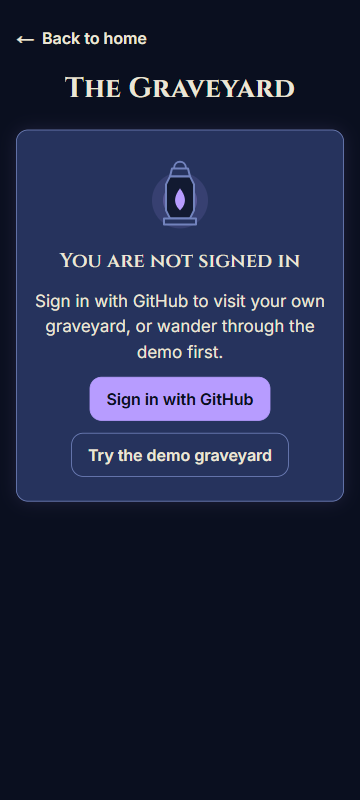 ← Back to home
The Graveyard
You are not signed in
Sign in with GitHub to visit your own
graveyard, or wander through the
demo first.
Sign in with GitHub
Try the demo graveyard